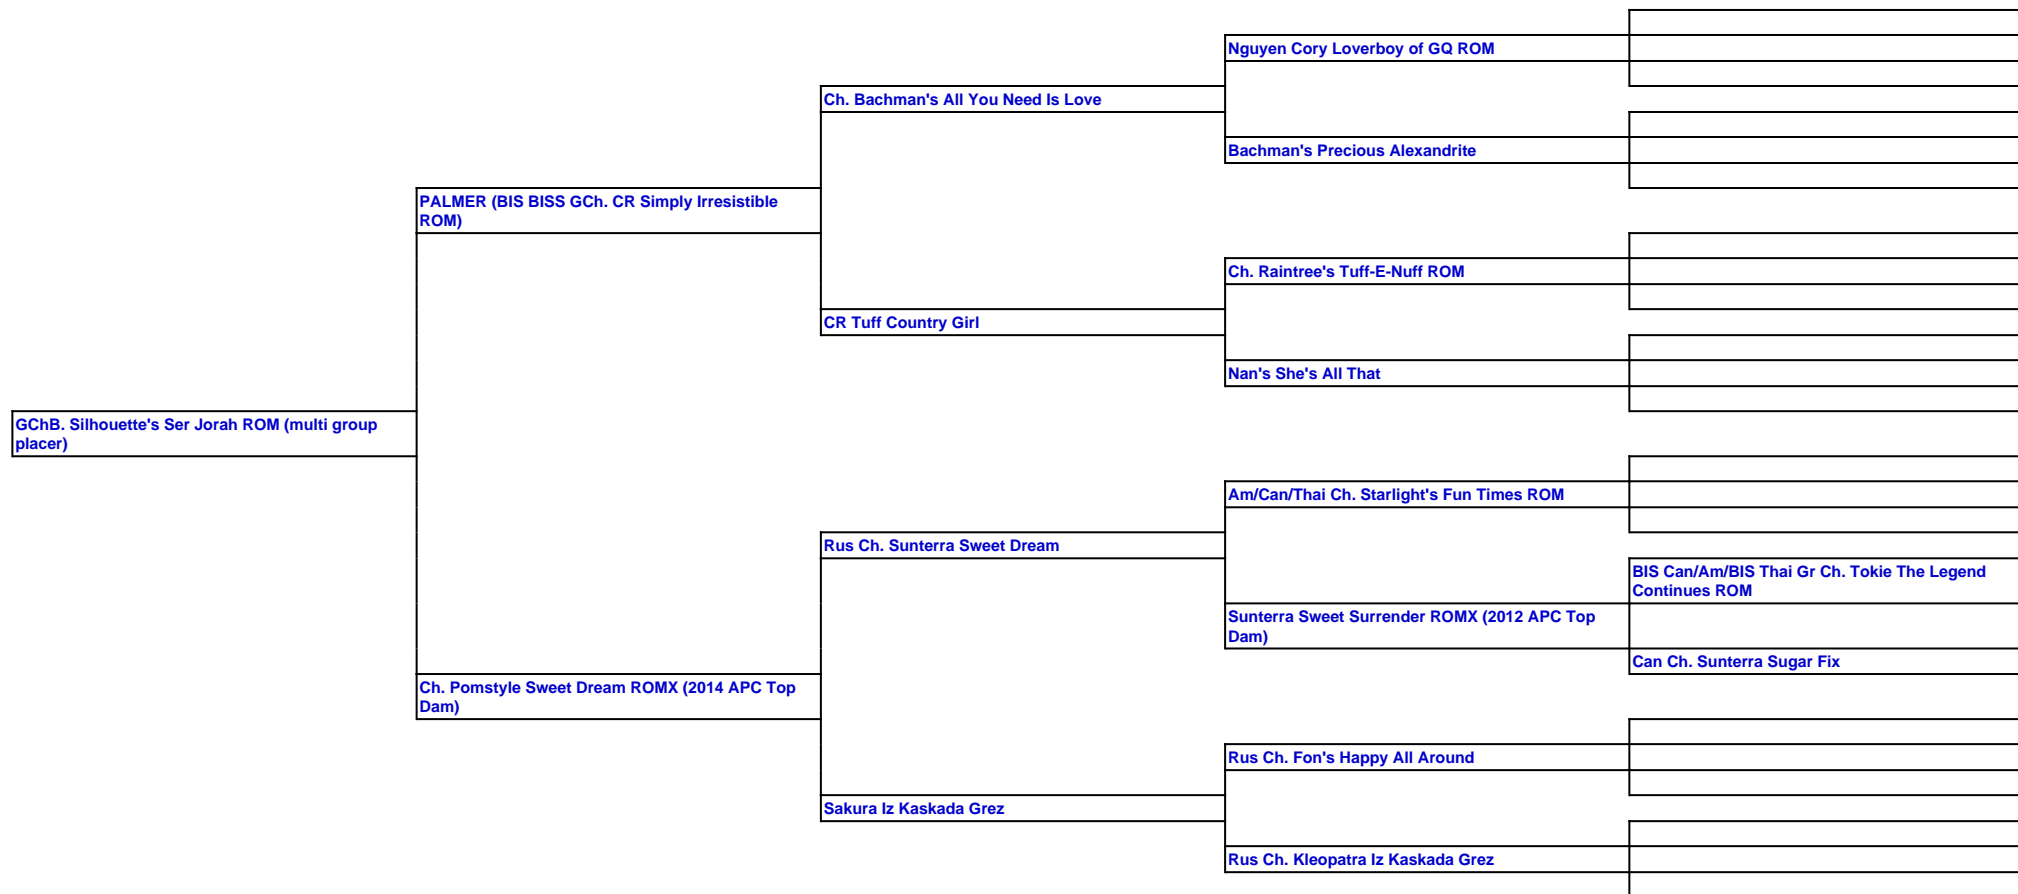 Nguyen Cory Loverboy of GQ ROM
Ch. Bachman's All You Need Is Love
Bachman's Precious Alexandrite
PALMER (BIS BISS GCh. CR Simply Irresistible
ROM)
Ch. Raintree's Tuff-E-Nuff ROM
CR Tuff Country Girl
Nan's She's All That
GChB. Silhouette's Ser Jorah ROM (multi group
placer)
Am/Can/Thai Ch. Starlight's Fun Times ROM
Rus Ch. Sunterra Sweet Dream
BIS Can/Am/BIS Thai Gr Ch. Tokie The Legend
Continues ROM
Sunterra Sweet Surrender ROMX (2012 APC Top
Dam)
Can Ch. Sunterra Sugar Fix
Ch. Pomstyle Sweet Dream ROMX (2014 APC Top
Dam)
Rus Ch. Fon's Happy All Around
Sakura Iz Kaskada Grez
Rus Ch. Kleopatra Iz Kaskada Grez